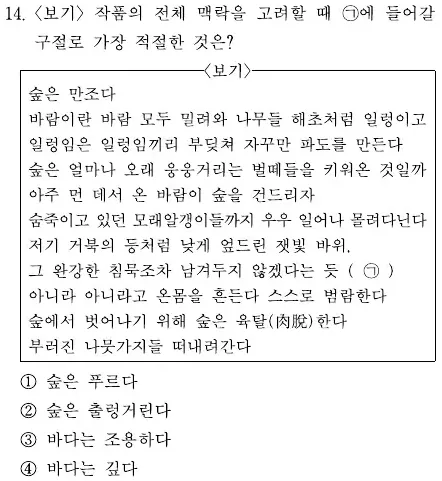 14. 〈보기〉 작품의 전체 맥락을 고려할 때 ㉠에 들어갈
구절로 가장 적절한 것은?
〈보기〉
숲은 만조다
바람이란 바람 모두 밀려와 나무들 해초처럼 일렁이고
일렁임은 일렁임끼리 부딪쳐 자꾸만 파도를 만든다
숲은 얼마나 오래 웅웅거리는 벌떼들을 키워온 것일까
아주 먼 데서 온 바람이 숲을 건드리자
숨죽이고 있던 모래알갱이들까지 우우 일어나 몰려다닌다
저기 거북의 등처럼 낮게 엎드린 잿빛 바위,
그 완강한 침묵조차 남겨두지 않겠다는 듯 ( ㉠ )
아니라 아니라고 온몸을 흔든다 스스로 범람한다
숲에서 벗어나기 위해 숲은 육탈(肉脫)한다
부러진 나뭇가지들 떠내려간다
① 숲은 푸르다
② 숲은 출렁거린다
③ 바다는 조용하다
④ 바다는 깊다